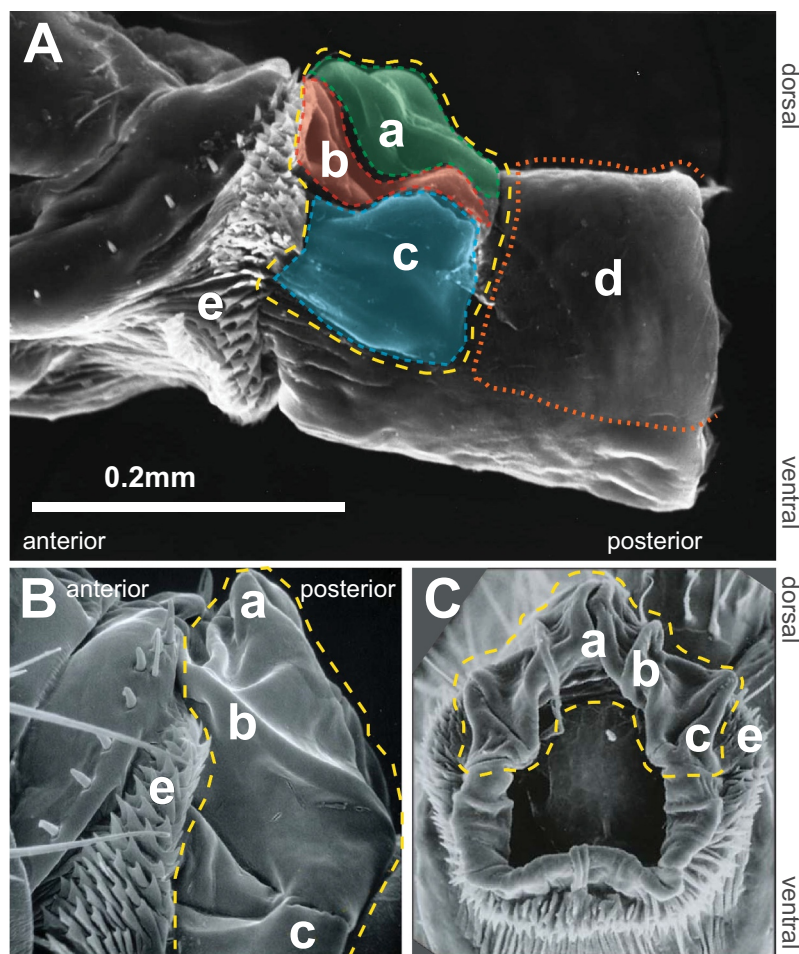 A
dorsal
a
b
c
d
e
0.2mm
ventral
anterior
posterior
B
anterior
posterior
a
b
e
c
C
dorsal
a
b
c
e
ventral